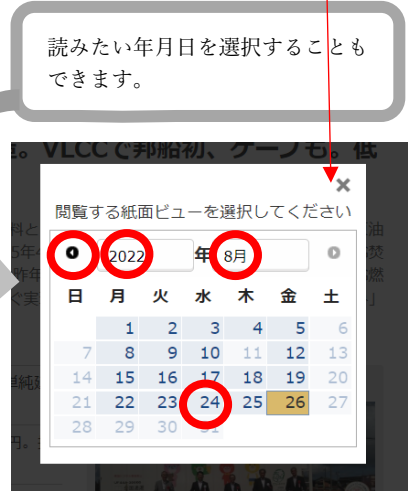 読みたい年月日を選択することも
できます。
。VLCCで邦船初、ケープも。低
閲覧する紙面ビューを選択してください
2022 年 8月
日 月 火 水 木 金 土
1 2 3 4 5 6
7 8 9 10 11 12 13
14 15 16 17 18 19 20
21 22 23 24 25 26 27
28 29 30 31